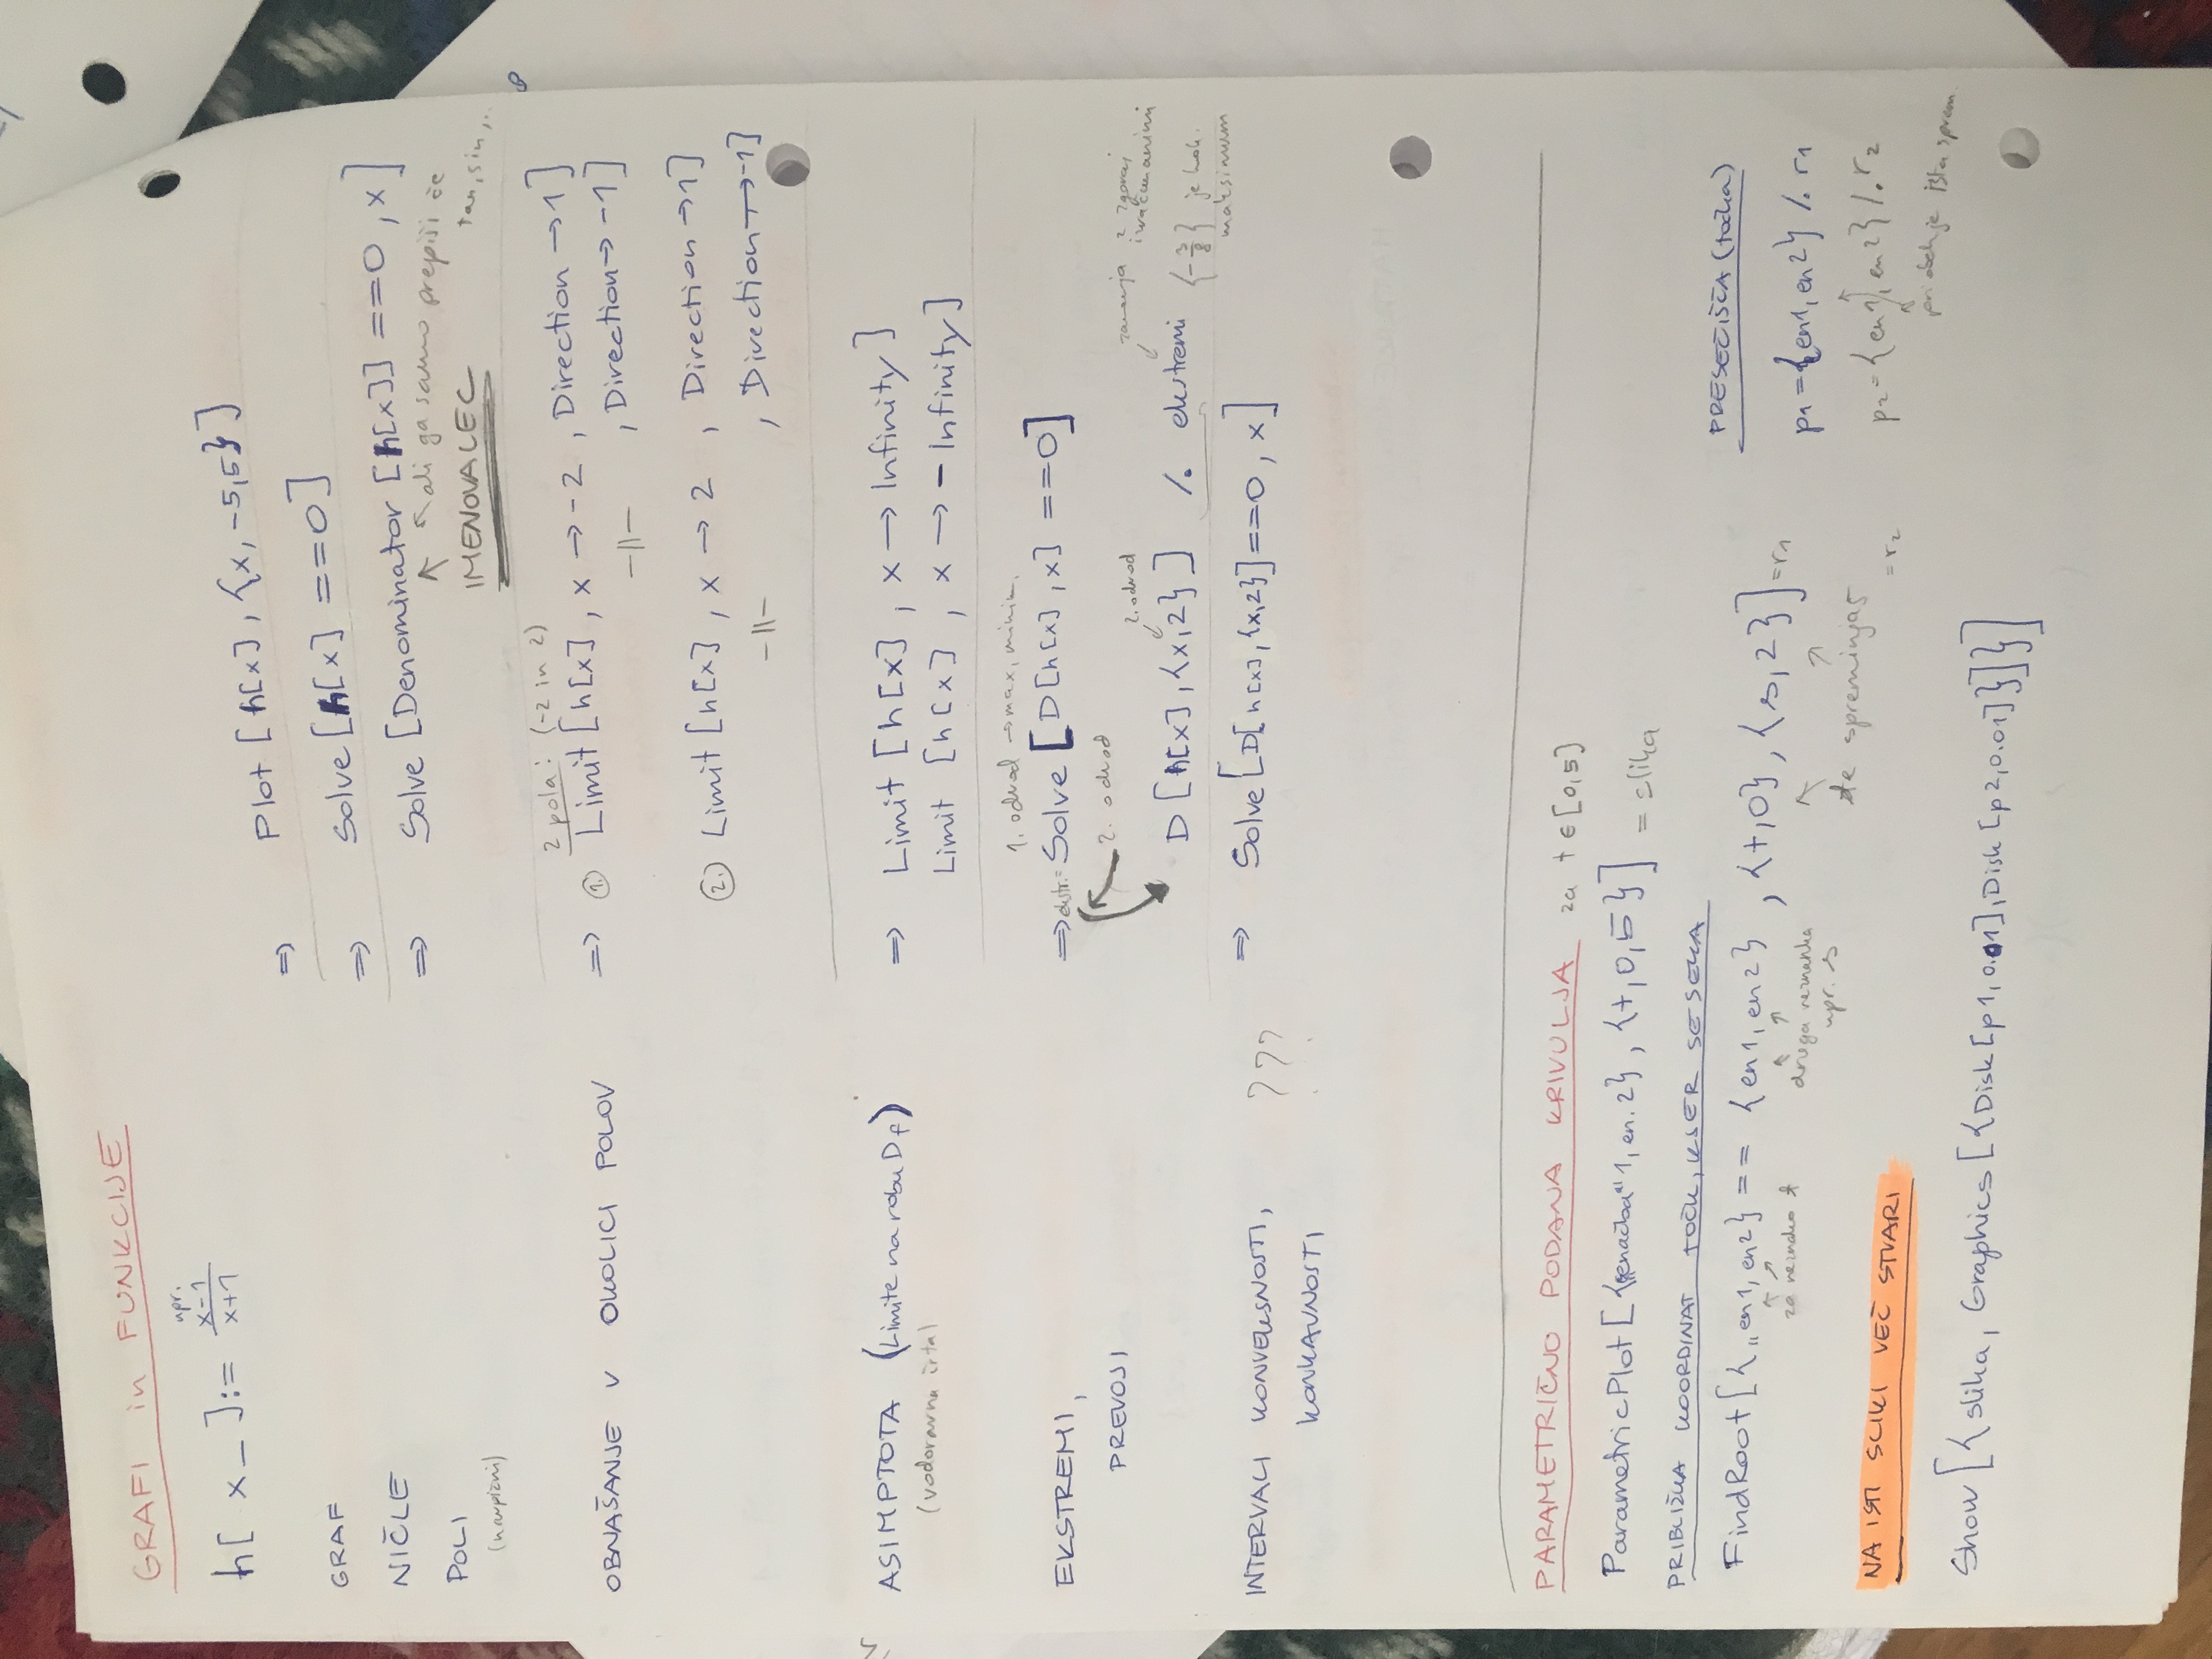 GRAFI in FUNKCIJE
npr.
h[ x_ ]:= x-1
x+1
⇒ Plot [h[x], {x,-5,5}]
GRAF
⇒ Solve [h[x] ==0]
NIČLE
⇒ Solve [Denominator [h[x]] ==0, x]
POLI
(navpični)
↑ ↖ ali ga samo prepiši če
tan, sin,..
IMENOVALEC
∞
2 pola: (-2 in 2)
OBNAŠANJE V OKOLICI POLOV ⇒ ①. Limit [h[x], x → -2, Direction → 1]
-||- , Direction → -1]
②. Limit [h[x], x → 2, Direction → 1]
-||- , Direction → -1]
ASIMPTOTA (Limite na robu Df) ⇒ Limit [h[x], x → Infinity]
(vodoravna črta)
Limit [h[x], x → - Infinity]
1. odvod → max, minim.
EKSTREMI, ⇒ ekstr.= Solve [D[h[x],x] ==0]
PREVOJI
2. odvod
2. odvod
zamenja z zgoraj
izračunanimi
D [h[x], {x,2}] /. ekstremi {-3/8} je lok.
maksimum
INTERVALI KONVEKSNOSTI, ??? ⇒ Solve [D[h[x],{x,2}]==0, x]
KONKAVNOSTI
PARAMETRIČNO PODANA KRIVULJA za t ∈ [0,5]
ParametricPlot [{"enačba" 1, en. 2}, {t,0,5}] = slika
PRIBLIŽKA KOORDINAT TOČK, KJER SE SEKA
FindRoot [{„en1, en2} == {en1, en2}, {t,0}, {s,2}] =r1
za neznanko t
druga neznanka
npr. s
te spreminjaš
=r2
PRESEČIŠČA (točka)
p1={en1, en2} /. r1
p2={en1, en2} /. r2
pri obeh je ista sprem.
NA ISTI SLIKI VEČ STVARI
Show [{slika, Graphics [{Disk [p1, 0.01], Disk [p2, 0.01]}]}]